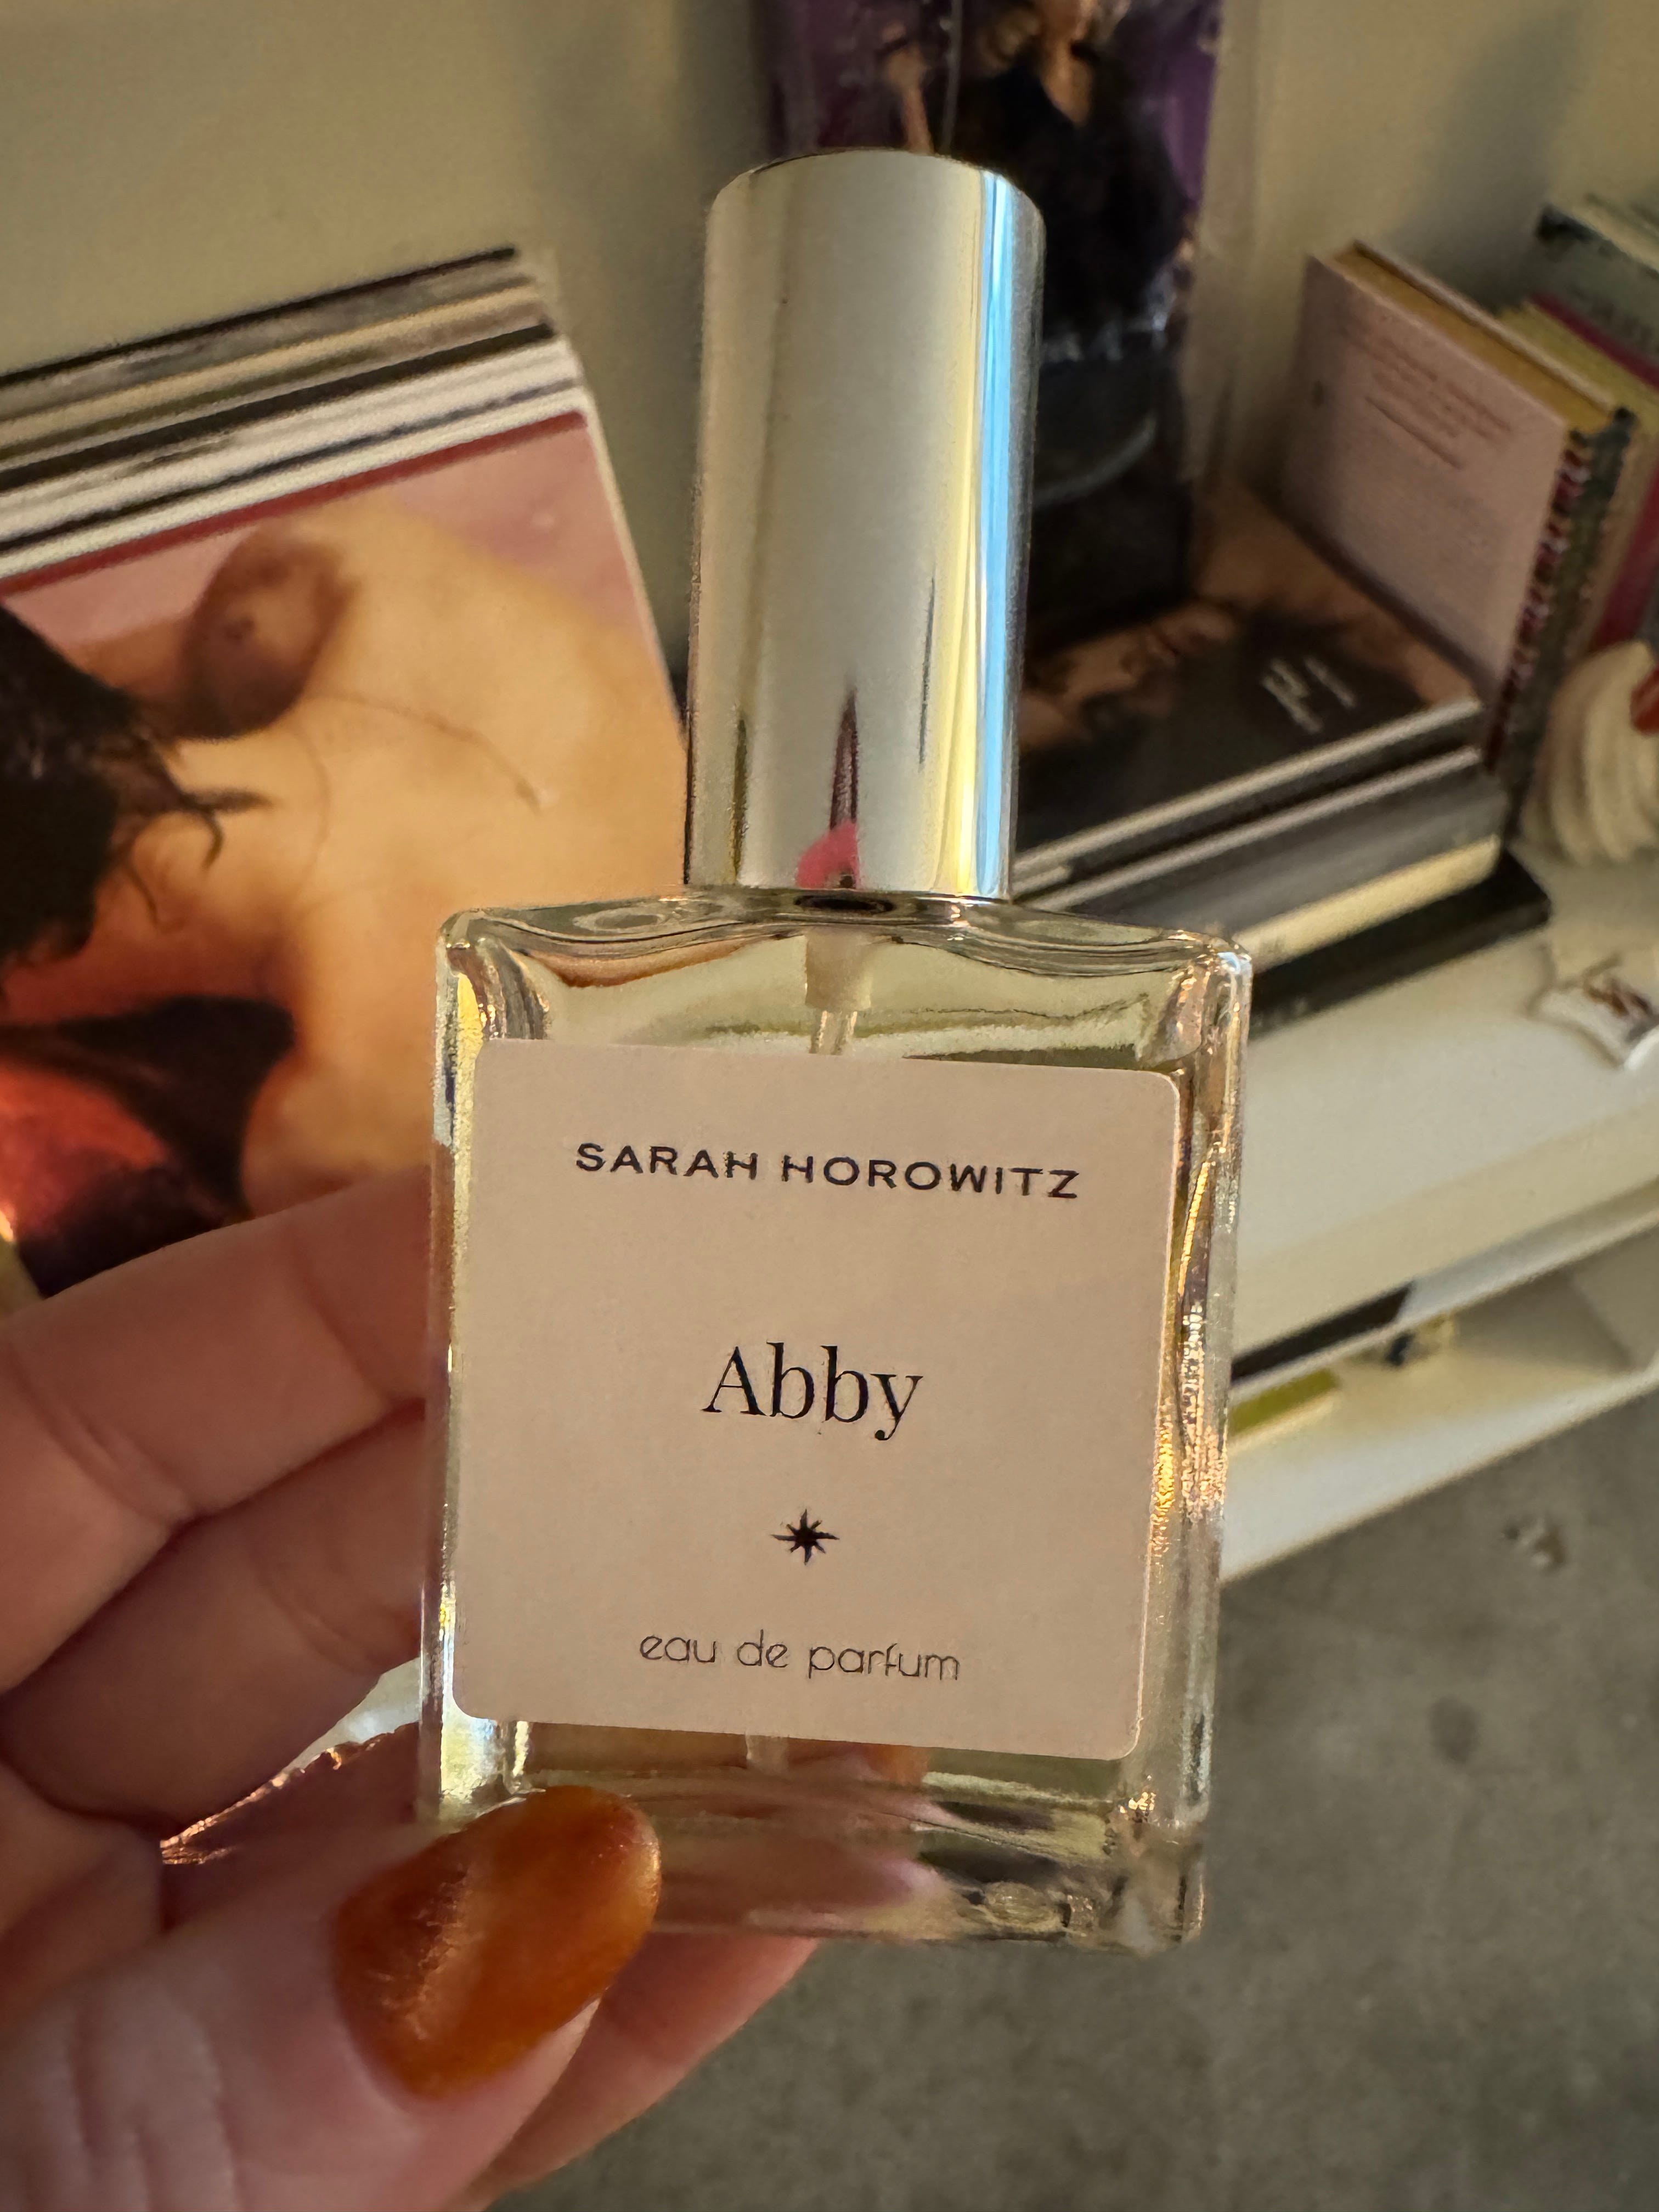 SARAH HOROWITZ
Abby
eau de parfum